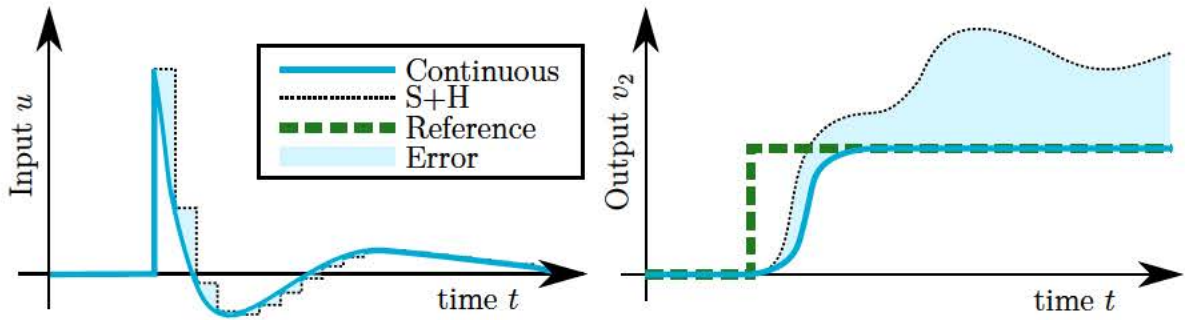 Input u
Continuous
S+H
Reference
Error
time t
Output v₂
time t